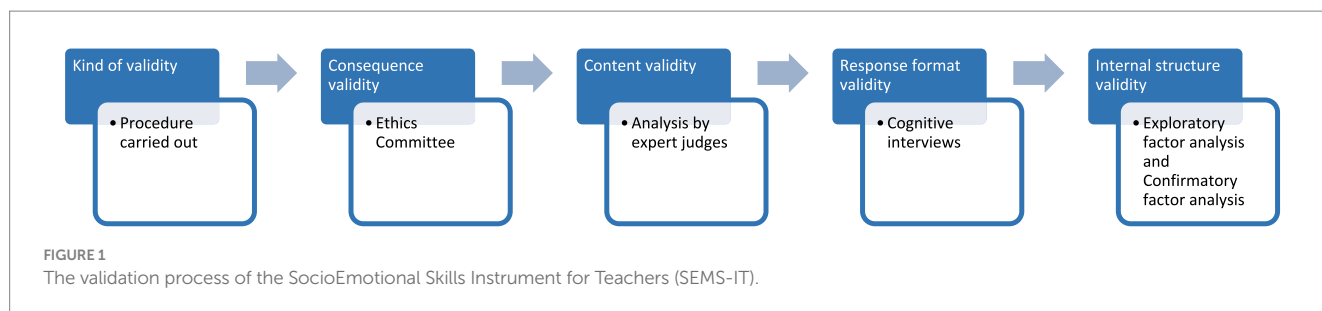 Kind of validity
• Procedure
carried out
Consequence
validity
• Ethics
Committee
Content validity
• Analysis by
expert judges
Response format
validity
• Cognitive
interviews
Internal structure
validity
• Exploratory
factor analysis
and
Confirmatory
factor analysis
FIGURE 1
The validation process of the SocioEmotional Skills Instrument for Teachers (SEMS-IT).